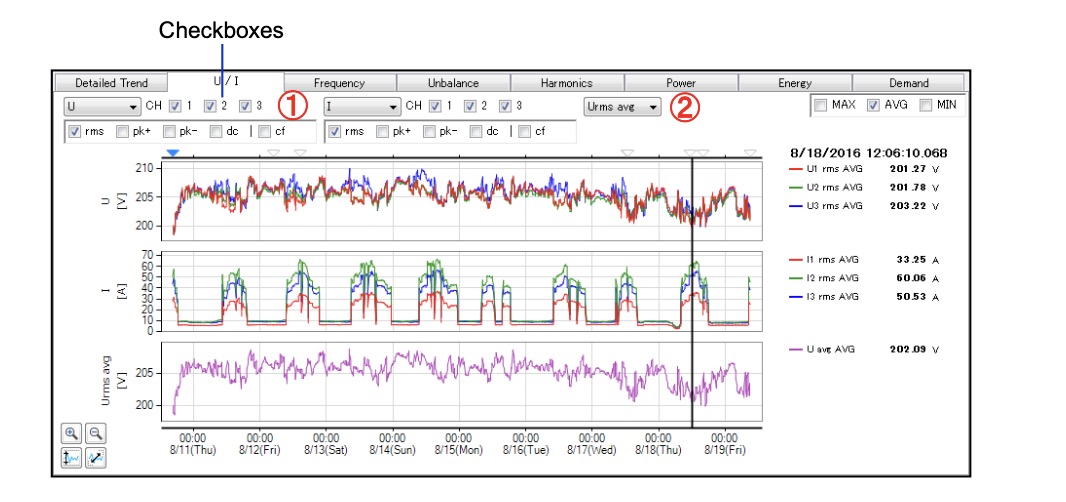 Checkboxes
Detailed Trend U / I Frequency Unbalance Harmonics Power Energy Demand
U CH 1 2 3 ① I CH 1 2 3 Urms avg ② MAX AVG MIN
rms pk+ pk- dc | cf rms pk+ pk- dc | cf
8/18/2016 12:06:10.068
U1 rms AVG 201.27 V
U2 rms AVG 201.78 V
U3 rms AVG 203.22 V
U
[V]
210
205
200
I1 rms AVG 33.25 A
I2 rms AVG 60.06 A
I3 rms AVG 50.53 A
I
[A]
70
60
50
40
30
20
10
0
U avg AVG 202.09 V
Urms avg
[V]
205
200
00:00 00:00 00:00 00:00 00:00 00:00 00:00 00:00 00:00
8/11(Thu) 8/12(Fri) 8/13(Sat) 8/14(Sun) 8/15(Mon) 8/16(Tue) 8/17(Wed) 8/18(Thu) 8/19(Fri)